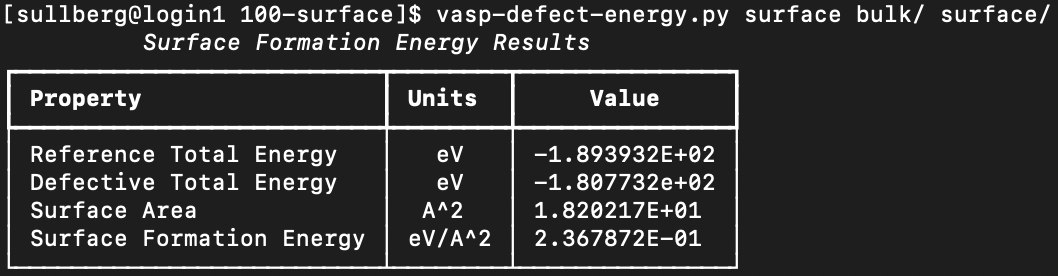 [sullberg@login1 100-surface]$ vasp-defect-energy.py surface bulk/ surface/
Surface Formation Energy Results
Property Units Value
Reference Total Energy eV -1.893932E+02
Defective Total Energy eV -1.807732e+02
Surface Area A^2 1.820217E+01
Surface Formation Energy eV/A^2 2.367872E-01